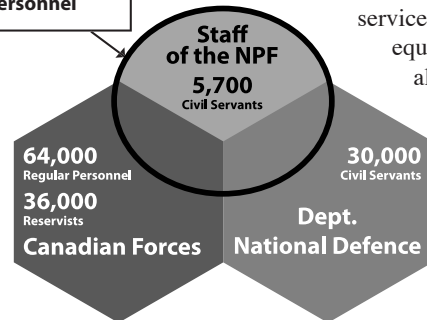 ersonnel
service
equ
al
Staff
of the NPF
5,700
Civil Servants
64,000
Regular Personnel
36,000
Reservists
Canadian Forces
30,000
Civil Servants
Dept.
National Defence